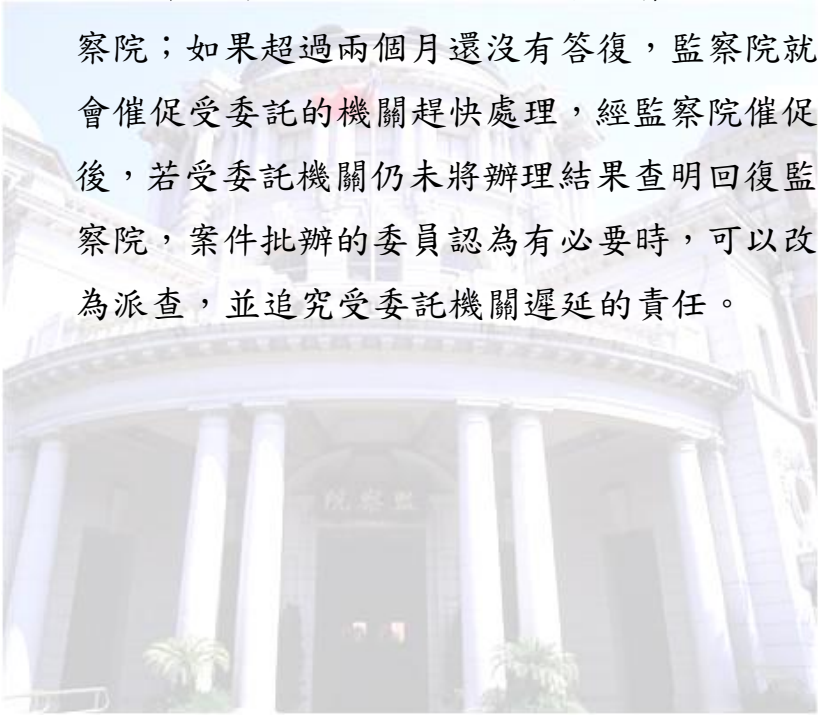 察院；如果超過兩個月還沒有答復，監察院就
會催促受委託的機關趕快處理，經監察院催促
後，若受委託機關仍未將辦理結果查明回復監
察院，案件批辦的委員認為有必要時，可以改
為派查，並追究受委託機關遲延的責任。
院察監